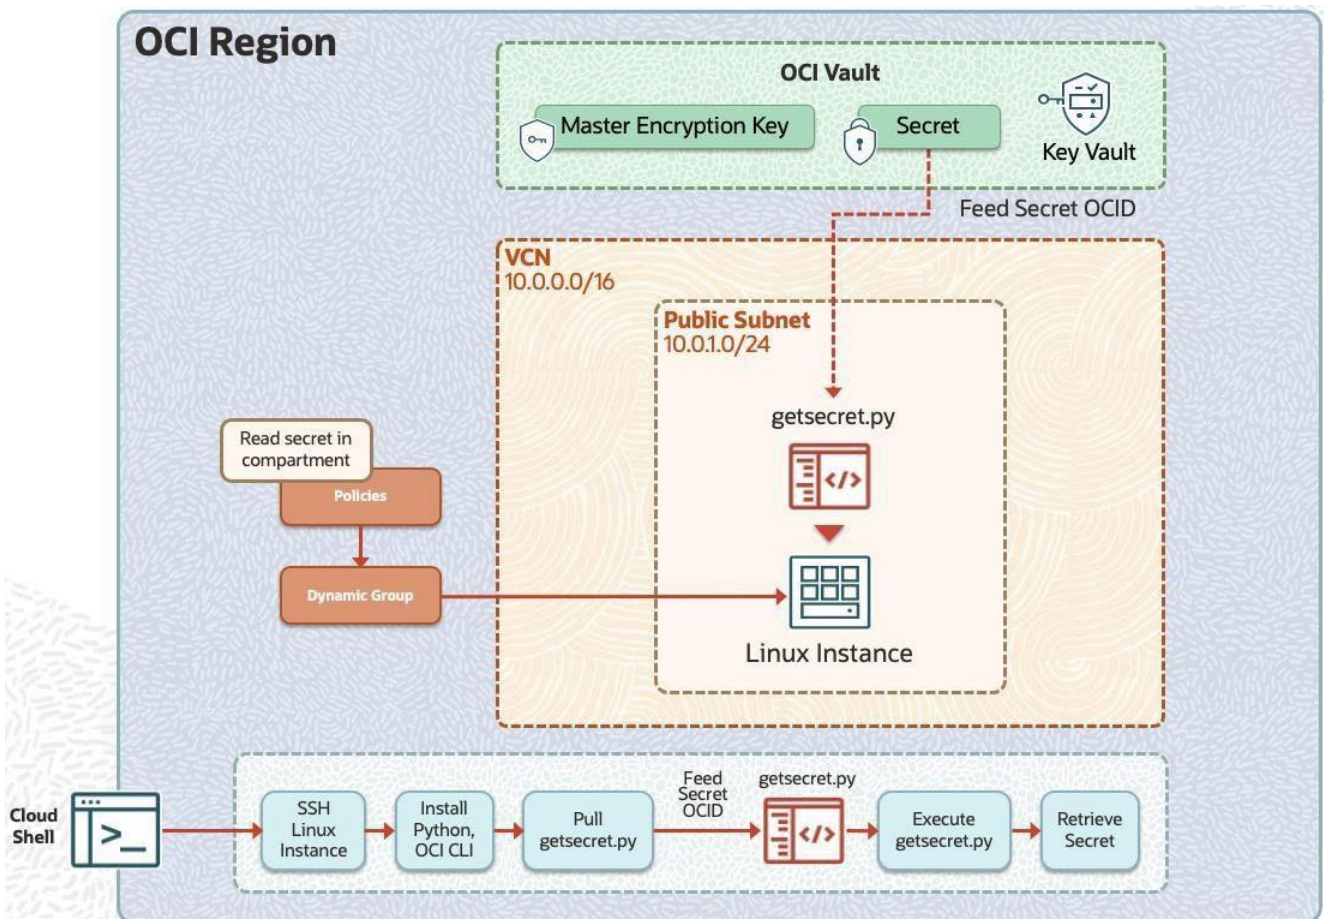 OCI Region
OCI Vault
Master Encryption Key
Secret
Key Vault
Feed Secret OCID
VCN
10.0.0.0/16
Public Subnet
10.0.1.0/24
getsecret.py
Read secret in
compartment
Policies
Dynamic Group
Linux Instance
Cloud
Shell
SSH
Linux
Instance
Install
Python,
OCI CLI
Pull
getsecret.py
Feed
Secret
OCID
getsecret.py
Execute
getsecret.py
Retrieve
Secret